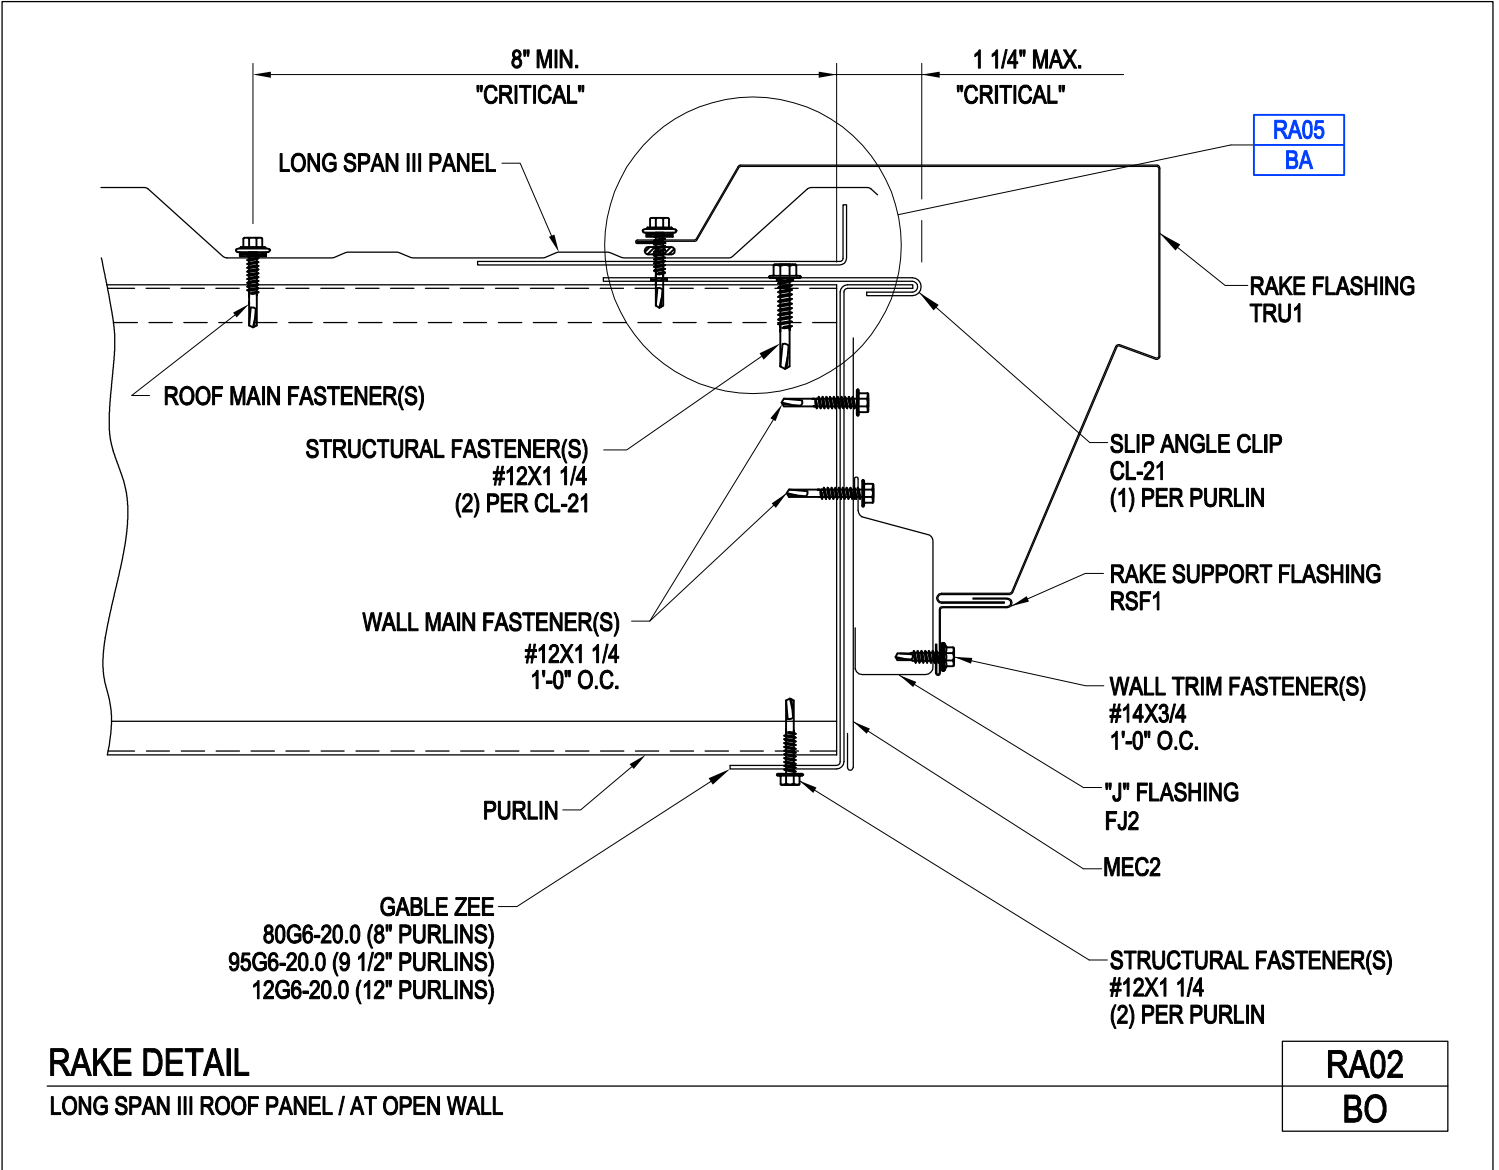 8" MIN.
"CRITICAL"
1 1/4" MAX.
"CRITICAL"
RA05
BA
LONG SPAN III PANEL
RAKE FLASHING
TRU1
ROOF MAIN FASTENER(S)
STRUCTURAL FASTENER(S)
#12X1 1/4
(2) PER CL-21
SLIP ANGLE CLIP
CL-21
(1) PER PURLIN
RAKE SUPPORT FLASHING
RSF1
WALL MAIN FASTENER(S)
#12X1 1/4
1'-0" O.C.
WALL TRIM FASTENER(S)
#14X3/4
1'-0" O.C.
"J" FLASHING
FJ2
PURLIN
MEC2
GABLE ZEE
80G6-20.0 (8" PURLINS)
95G6-20.0 (9 1/2" PURLINS)
12G6-20.0 (12" PURLINS)
STRUCTURAL FASTENER(S)
#12X1 1/4
(2) PER PURLIN
RAKE DETAIL
LONG SPAN III ROOF PANEL / AT OPEN WALL
RA02
BO